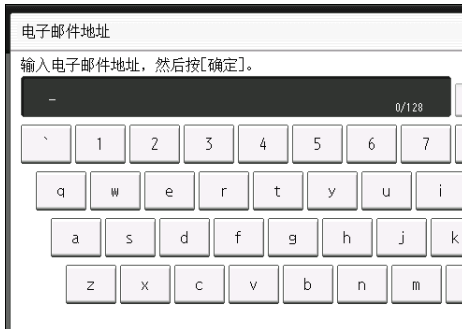 电子邮件地址
输入电子邮件地址，然后按[确定]。
_
0/128
` 1 2 3 4 5 6 7
q w e r t y u i
a s d f g h j k
z x c v b n m